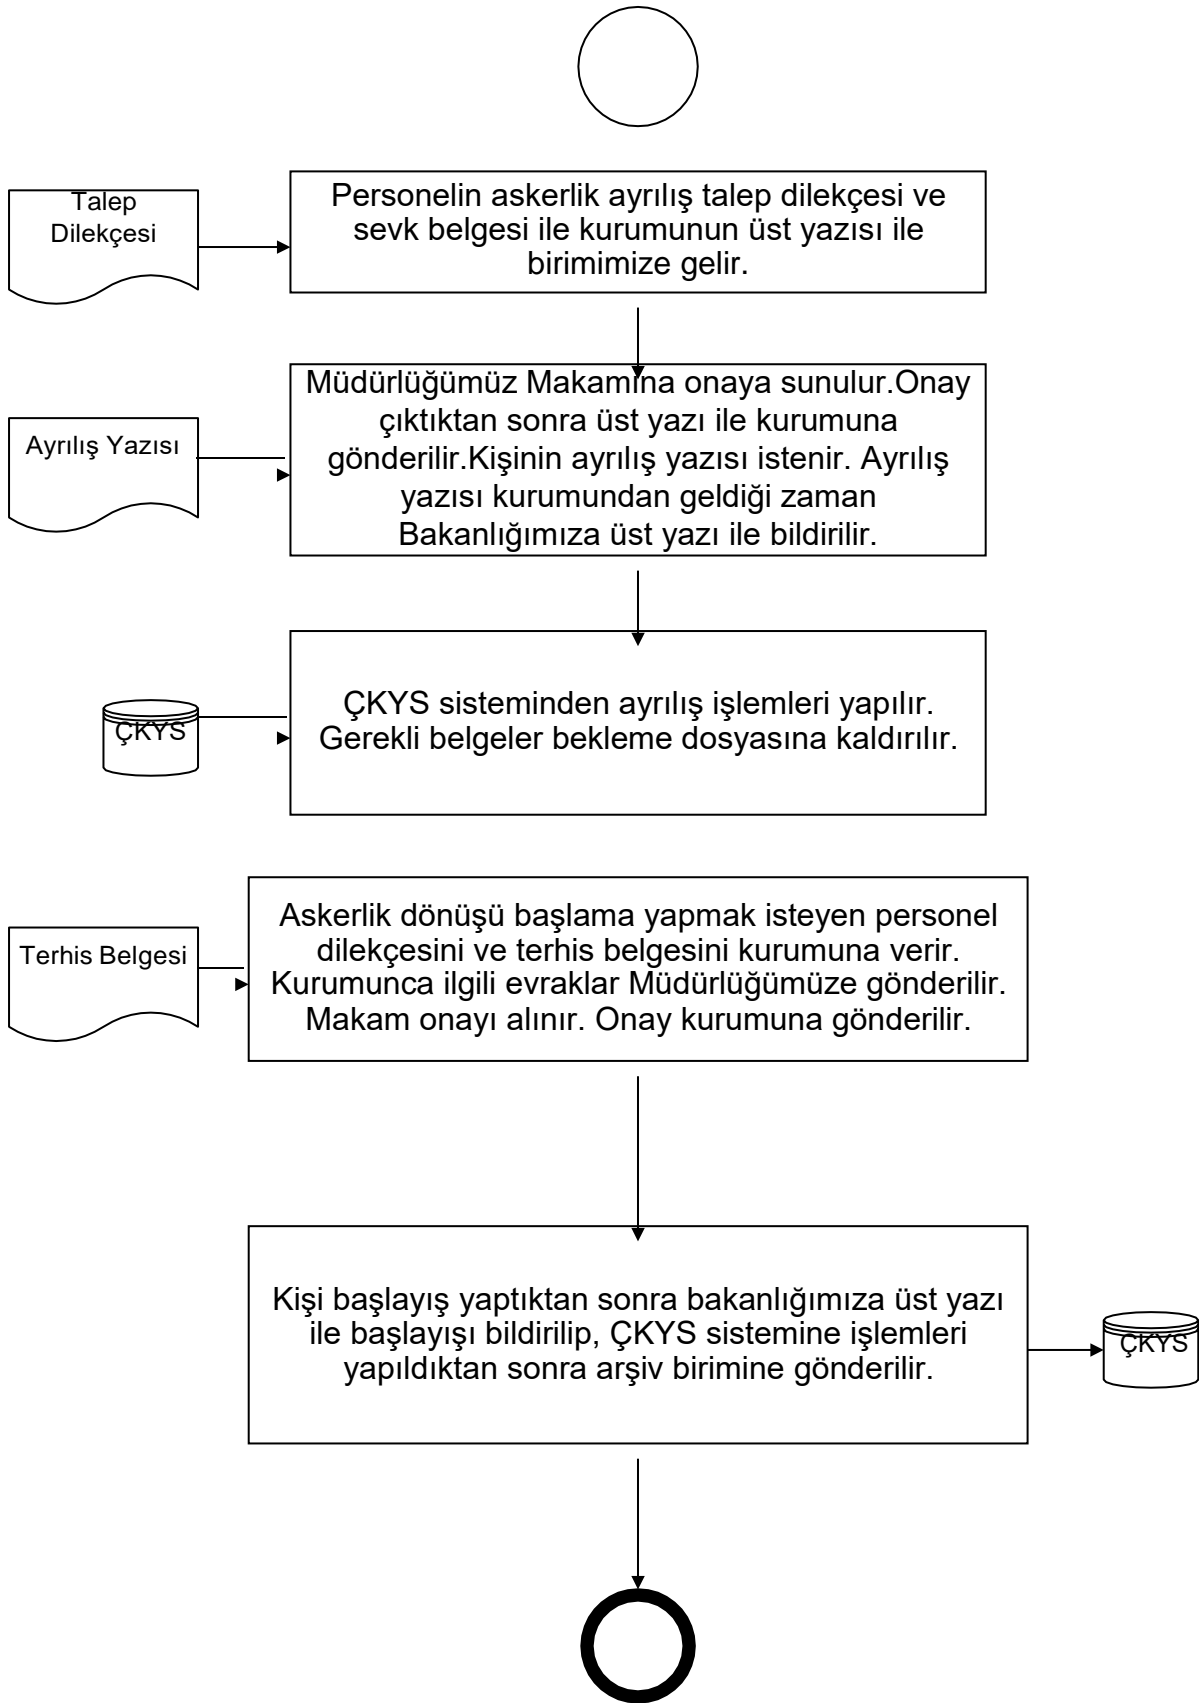 Talep
Dilekçesi
Personelin askerlik ayrılış talep dilekçesi ve
sevk belgesi ile kurumunun üst yazısı ile
birimimize gelir.
Ayrılış Yazısı
Müdürlüğümüz Makamına onaya sunulur.Onay
çıktıktan sonra üst yazı ile kurumuna
gönderilir.Kişinin ayrılış yazısı istenir. Ayrılış
yazısı kurumundan geldiği zaman
Bakanlığımıza üst yazı ile bildirilir.
ÇKYS
ÇKYS sisteminden ayrılış işlemleri yapılır.
Gerekli belgeler bekleme dosyasına kaldırılır.
Terhis Belgesi
Askerlik dönüşü başlama yapmak isteyen personel
dilekçesini ve terhis belgesini kurumuna verir.
Kurumunca ilgili evraklar Müdürlüğümüze gönderilir.
Makam onayı alınır. Onay kurumuna gönderilir.
Kişi başlayış yaptıktan sonra bakanlığımıza üst yazı
ile başlayışı bildirilip, ÇKYS sistemine işlemleri
yapıldıktan sonra arşiv birimine gönderilir.
ÇKYS